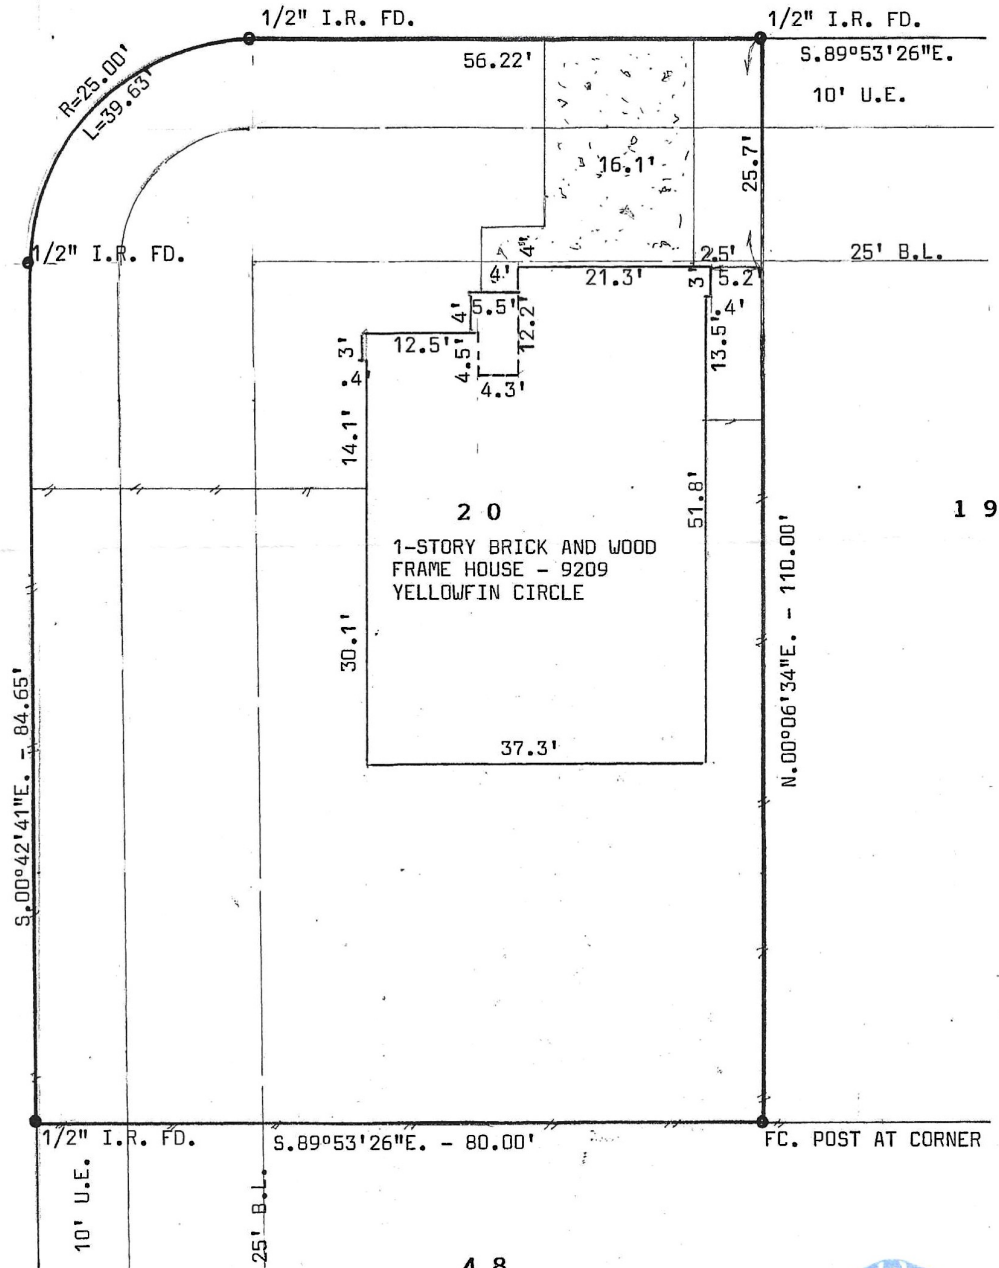 1/2" I.R. FD.
1/2" I.R. FD.
56.22'
S.89°53'26"E.
10' U.E.
R=25.00'
L=39.63'
16.1'
25.7'
1/2" I.R. FD.
4'
4'
2.5'
25' B.L.
21.3'
3'
5.2'
5.5'
4'
12.2'
.4'
13.5'
12.5'
3'
4.5'
.4'
4.3'
14.1'
51.8'
2 0
1 9
1-STORY BRICK AND WOOD
FRAME HOUSE - 9209
YELLOWFIN CIRCLE
30.1'
N.00°06'34"E. - 110.00'
S.00°42'41"E. - 84.65'
37.3'
1/2" I.R. FD.
S.89°53'26"E. - 80.00'
FC. POST AT CORNER
10' U.E.
25' B.L.
4 8